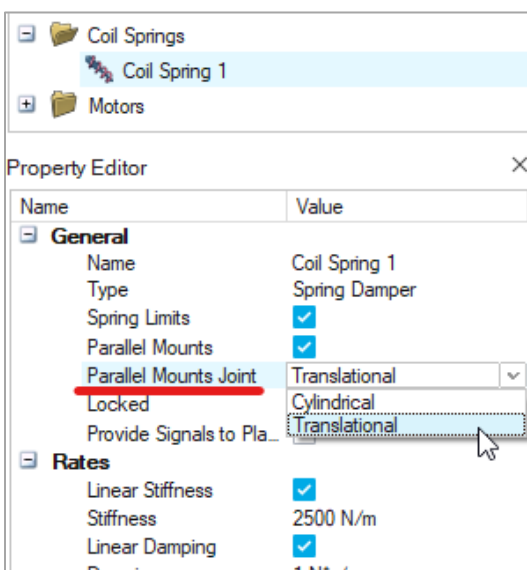 Coil Springs
Coil Spring 1
Motors
Property Editor
Name Value
General
Name Coil Spring 1
Type Spring Damper
Spring Limits
Parallel Mounts
Parallel Mounts Joint Translational
Locked Cylindrical
Translational
Provide Signals to Pla...
Rates
Linear Stiffness
Stiffness 2500 N/m
Linear Damping